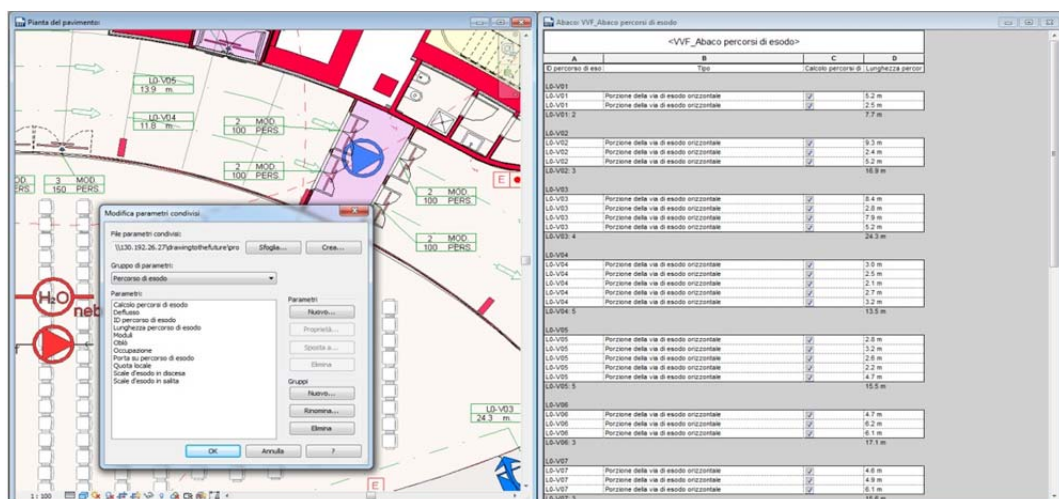 Pianta del pavimento:
L0-V05
13.9 m.
L0-V04
11.8 m.
2 MOD.
100 PERS.
2 MOD.
100 PERS.
3 MOD.
150 PERS.
OD.
ERS.
E
2 MOD.
100 PERS.
2 MOD.
100 PERS.
H₂O
neb
L0-V03
24.3 m.
1 : 100
Modifica parametri condivisi
File parametri condivisi:
\\130.192.26.27\drawingtothefuture\pro
Sfoglia...
Crea...
Gruppo di parametri:
Percorso di esodo
Parametri:
Calcolo percorsi di esodo
Deflusso
ID percorso di esodo
Lunghezza percorso di esodo
Moduli
Oblò
Occupazione
Porta su percorso di esodo
Quota locale
Scale d'esodo in discesa
Scale d'esodo in salita
Parametri
Nuovo...
Proprietà...
Sposta a...
Elimina
Gruppi
Nuovo...
Rinomina...
Elimina
OK
Annulla
?
Abaco: VVF_Abaco percorsi di esodo
<VVF_Abaco percorsi di esodo>
A B C D
ID percorso di eso Tipo Calcolo percorsi di Lunghezza percor
L0-V01
L0-V01 Porzione della via di esodo orizzontale 5.2 m
L0-V01 Porzione della via di esodo orizzontale 2.5 m
L0-V01: 2 7.7 m
L0-V02
L0-V02 Porzione della via di esodo orizzontale 9.3 m
L0-V02 Porzione della via di esodo orizzontale 2.4 m
L0-V02 Porzione della via di esodo orizzontale 5.2 m
L0-V02: 3 16.9 m
L0-V03
L0-V03 Porzione della via di esodo orizzontale 8.4 m
L0-V03 Porzione della via di esodo orizzontale 2.8 m
L0-V03 Porzione della via di esodo orizzontale 7.9 m
L0-V03 Porzione della via di esodo orizzontale 5.2 m
L0-V03: 4 24.3 m
L0-V04
L0-V04 Porzione della via di esodo orizzontale 3.0 m
L0-V04 Porzione della via di esodo orizzontale 2.5 m
L0-V04 Porzione della via di esodo orizzontale 2.1 m
L0-V04 Porzione della via di esodo orizzontale 2.7 m
L0-V04 Porzione della via di esodo orizzontale 3.2 m
L0-V04: 5 13.5 m
L0-V05
L0-V05 Porzione della via di esodo orizzontale 2.8 m
L0-V05 Porzione della via di esodo orizzontale 3.2 m
L0-V05 Porzione della via di esodo orizzontale 2.6 m
L0-V05 Porzione della via di esodo orizzontale 2.2 m
L0-V05 Porzione della via di esodo orizzontale 4.7 m
L0-V05: 5 15.5 m
L0-V06
L0-V06 Porzione della via di esodo orizzontale 4.7 m
L0-V06 Porzione della via di esodo orizzontale 6.2 m
L0-V06 Porzione della via di esodo orizzontale 6.1 m
L0-V06: 3 17.1 m
L0-V07
L0-V07 Porzione della via di esodo orizzontale 4.6 m
L0-V07 Porzione della via di esodo orizzontale 4.9 m
L0-V07 Porzione della via di esodo orizzontale 6.1 m
L0-V07: 3 15.6 m